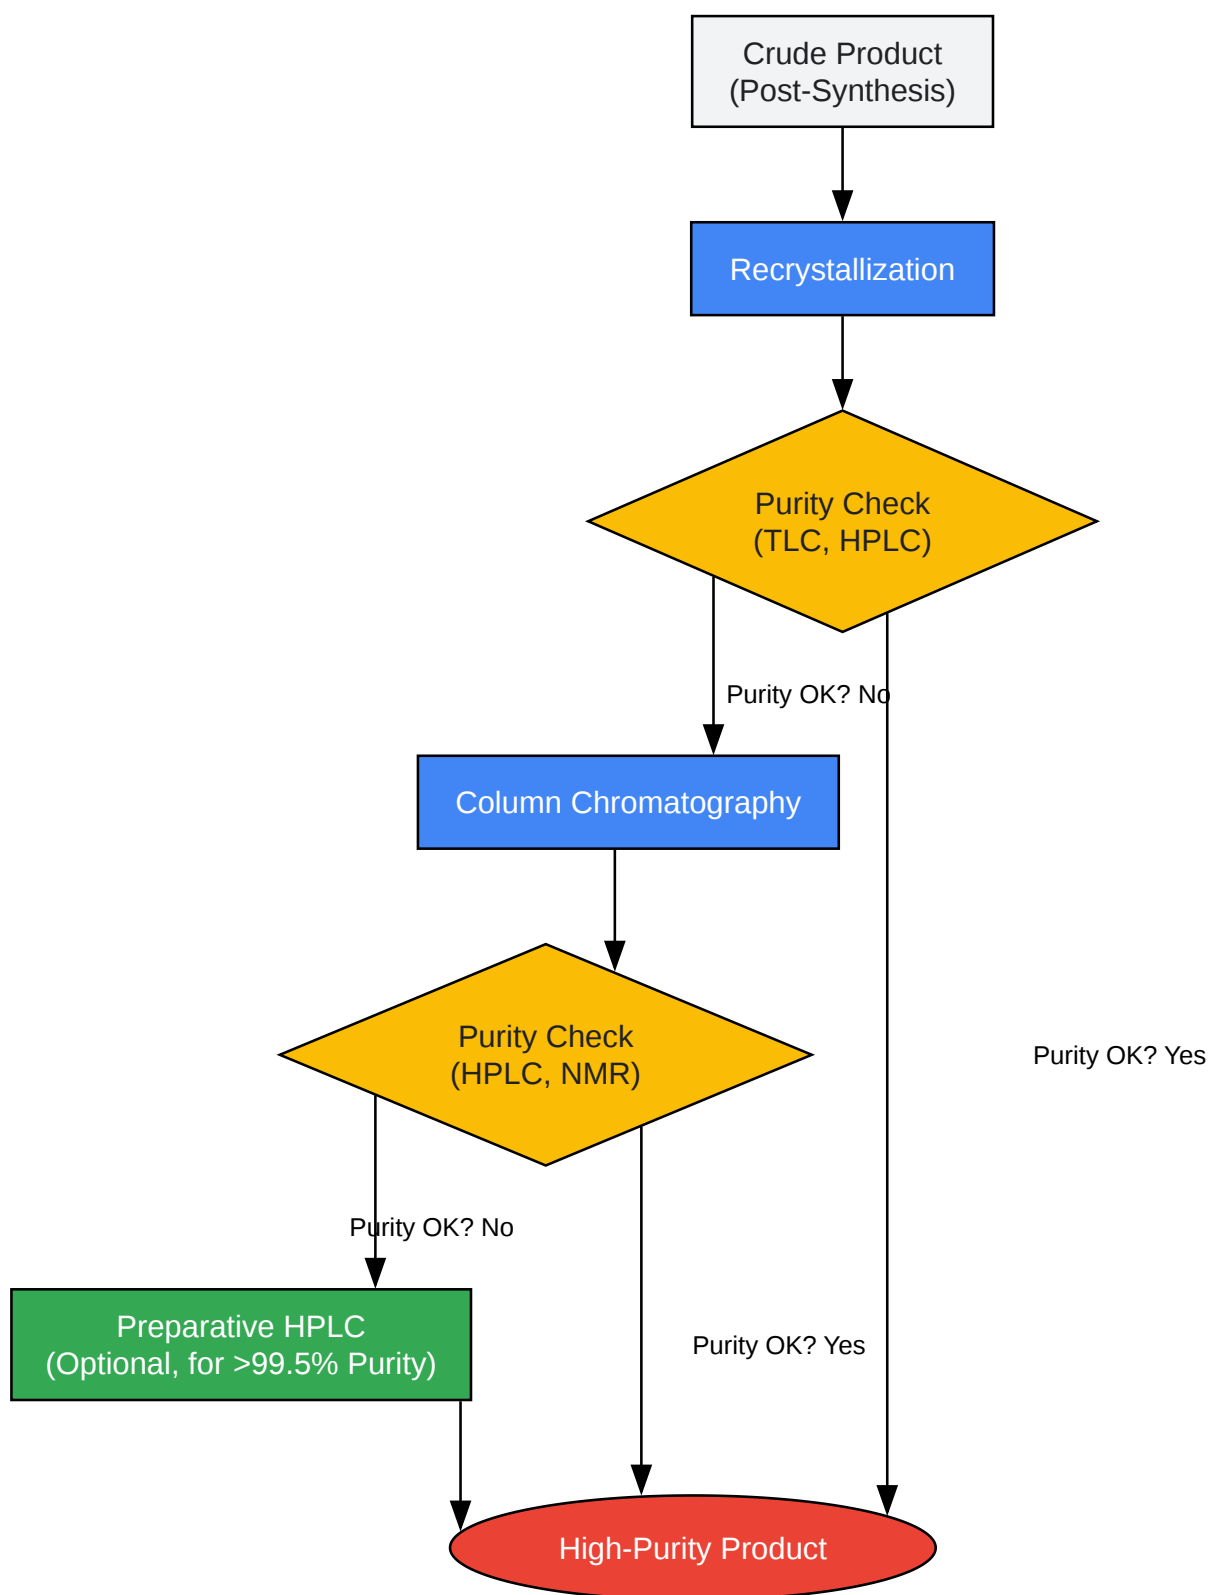 Crude Product
(Post-Synthesis)
Recrystallization
Purity Check
(TLC, HPLC)
Purity OK? No
Column Chromatography
Purity Check
(HPLC, NMR)
Purity OK? Yes
Purity OK? No
Preparative HPLC
(Optional, for >99.5% Purity)
Purity OK? Yes
High-Purity Product